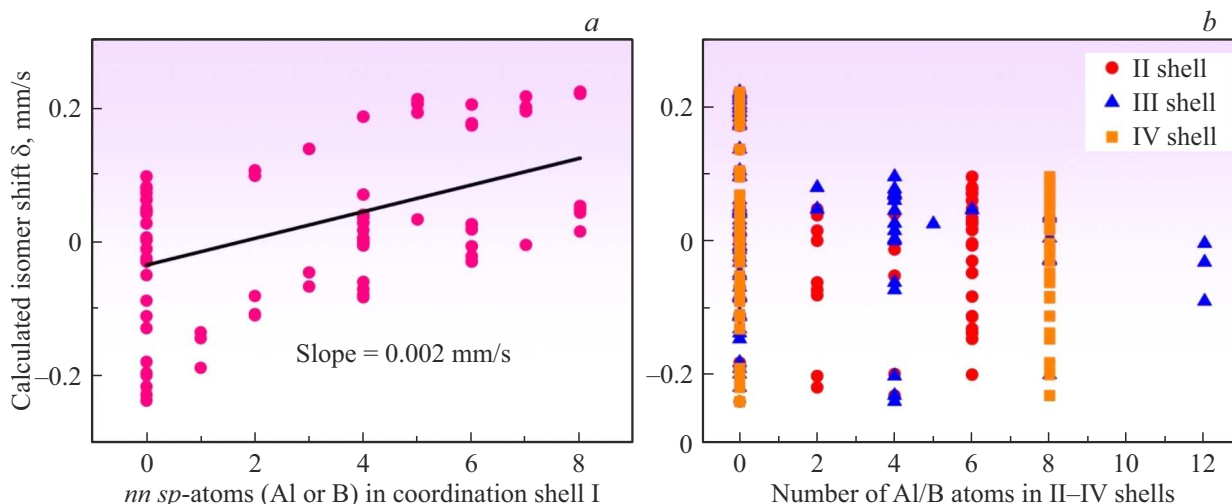 a
b
Calculated isomer shift δ, mm/s
0.2
0
–0.2
Slope = 0.002 mm/s
0 2 4 6 8
nn sp-atoms (Al or B) in coordination shell I
II shell
III shell
IV shell
0.2
0
–0.2
0
0 2 4 6 8 10 12
Number of Al/B atoms in II–IV shells